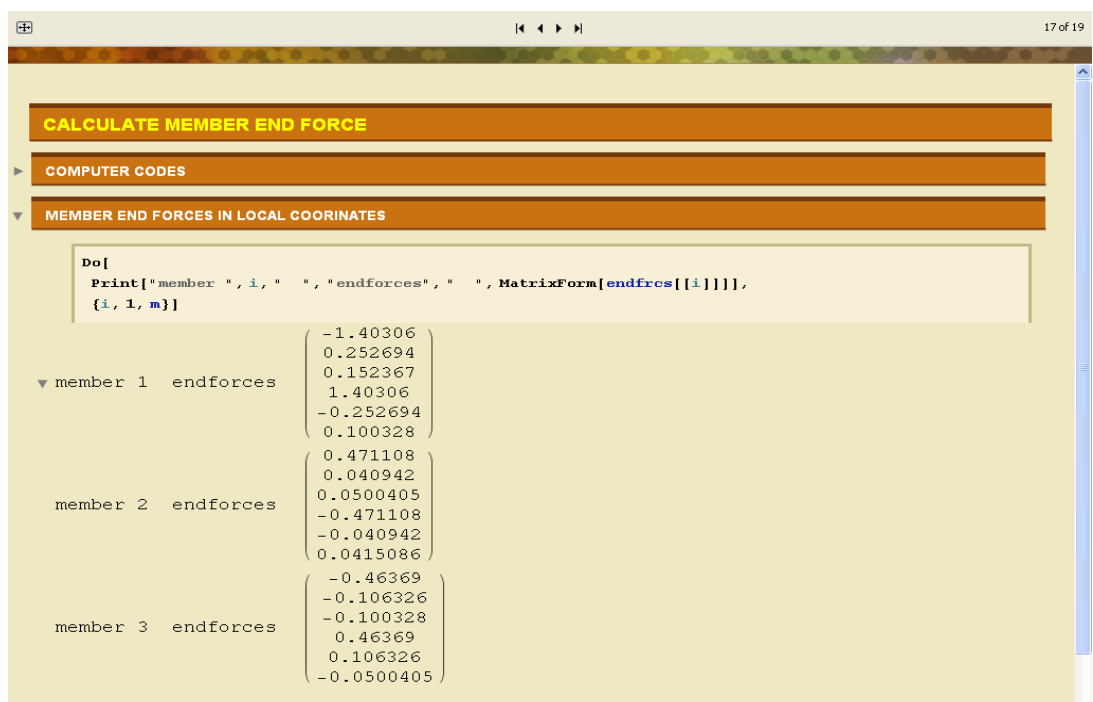 17 of 19
CALCULATE MEMBER END FORCE
COMPUTER CODES
MEMBER END FORCES IN LOCAL COORINATES
Do[
Print["member ", i, "  ", "endforces", "  ", MatrixForm[endfrcs[[i]]]],
{i, 1, m}]
-1.40306
0.252694
0.152367
member 1 endforces
1.40306
-0.252694
0.100328
0.471108
0.040942
0.0500405
member 2 endforces
-0.471108
-0.040942
0.0415086
-0.46369
-0.106326
-0.100328
member 3 endforces
0.46369
0.106326
-0.0500405